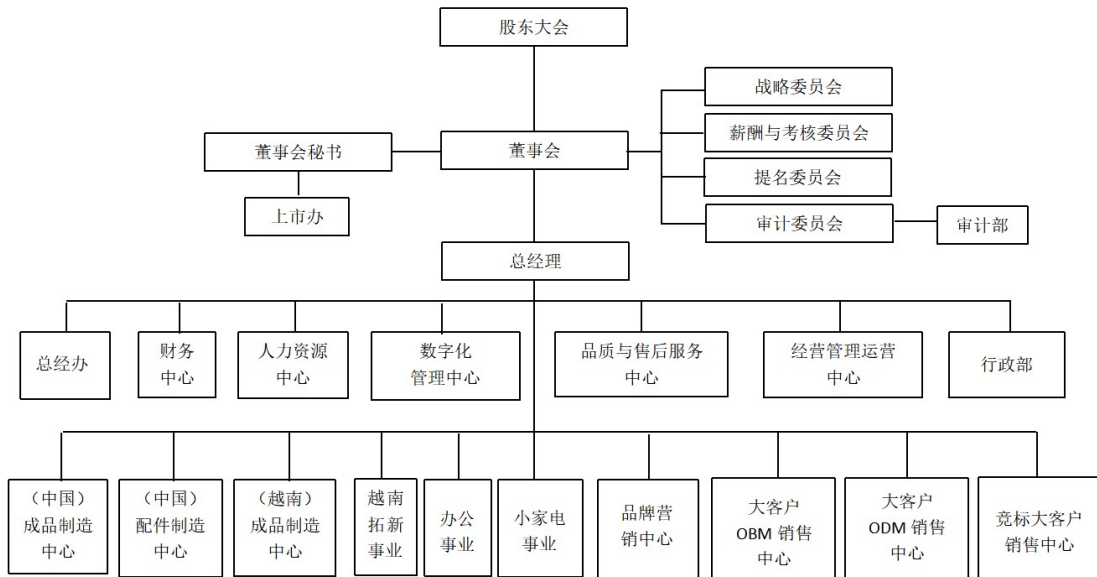 股东大会
战略委员会
薪酬与考核委员会
董事会秘书
董事会
提名委员会
上市办
审计委员会
审计部
总经理
总经办
财务
中心
人力资源
中心
数字化
管理中心
品质与售后服务
中心
经营管理运营
中心
行政部
（中国）
成品制造
中心
（中国）
配件制造
中心
（越南）
成品制造
中心
越南
拓新
事业
办公
事业
小家电
事业
品牌营
销中心
大客户
OBM 销售
中心
大客户
ODM 销售
中心
竞标大客户
销售中心